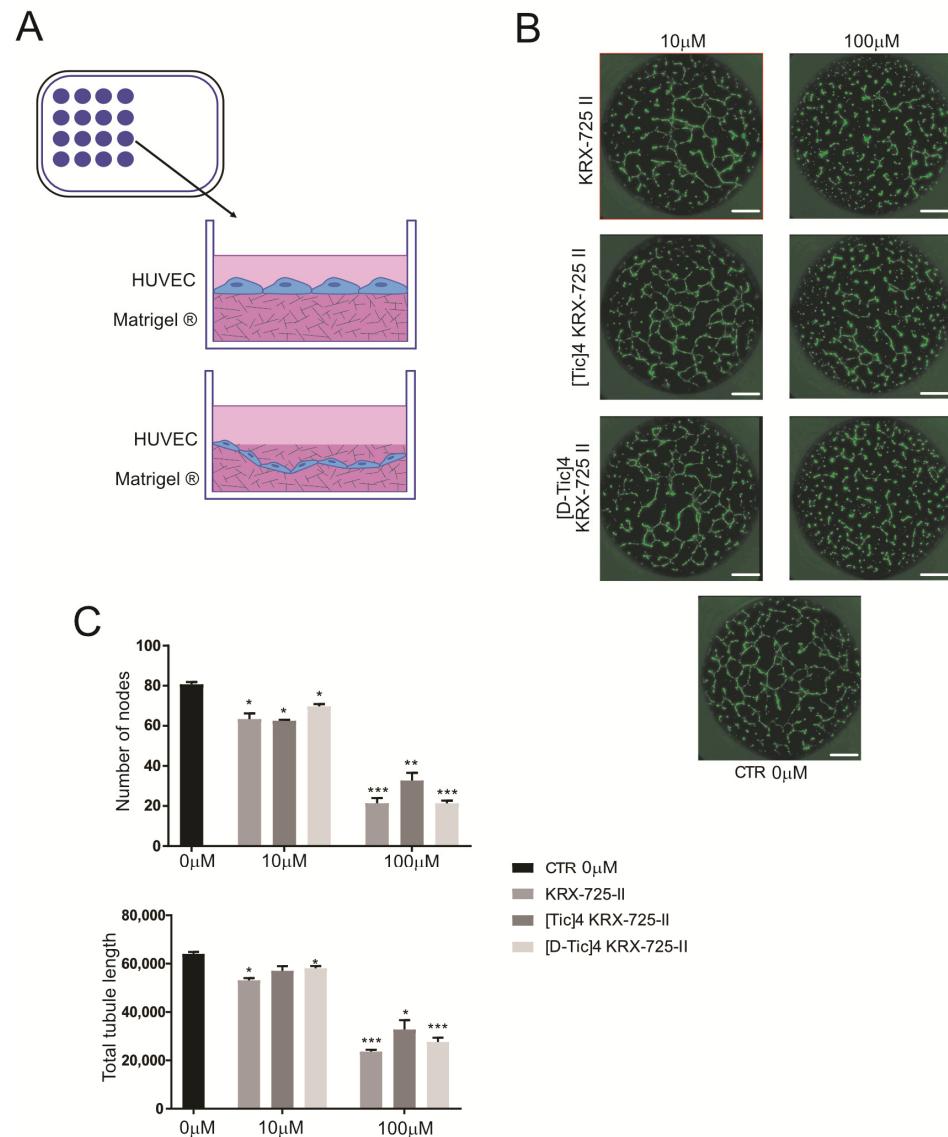 A
HUVEC
Matrigel ®
HUVEC
Matrigel ®
B
10μM
100μM
KRX-725 II
[Tic]4 KRX-725 II
[D-Tic]4
KRX-725 II
CTR 0μM
C
Number of nodes
100
80
60
40
20
0
*
*
*
***
**
***
0μM
10μM
100μM
Total tubule length
80,000
60,000
40,000
20,000
0
*
*
***
*
***
0μM
10μM
100μM
CTR 0μM
KRX-725-II
[Tic]4 KRX-725-II
[D-Tic]4 KRX-725-II